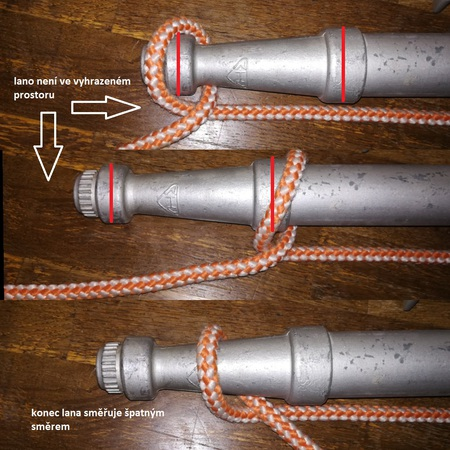 lano není ve vyhrazeném
prostoru
konec lana směřuje špatným
směrem